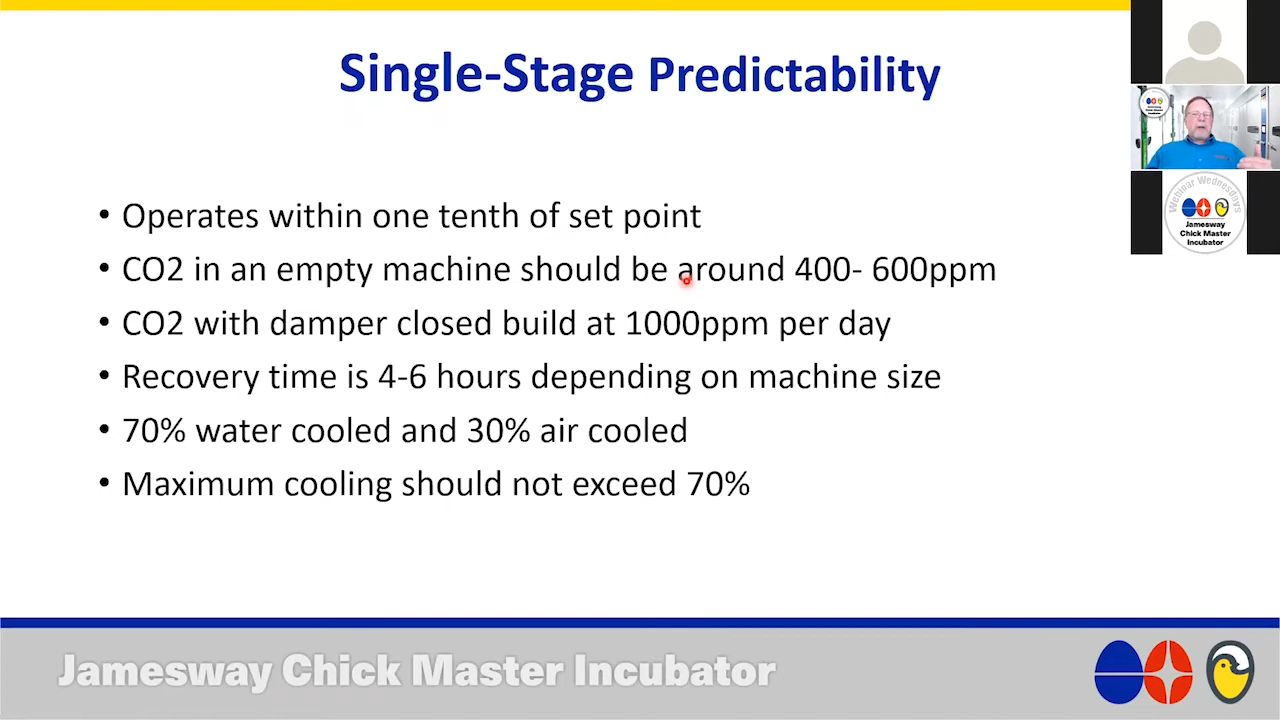 Single-Stage Predictability
• Operates within one tenth of set point
• CO2 in an empty machine should be around 400- 600ppm
• CO2 with damper closed build at 1000ppm per day
• Recovery time is 4-6 hours depending on machine size
• 70% water cooled and 30% air cooled
• Maximum cooling should not exceed 70%
Webinar Wednesdays
Jamesway
Chick Master
Incubator
Jamesway Chick Master Incubator